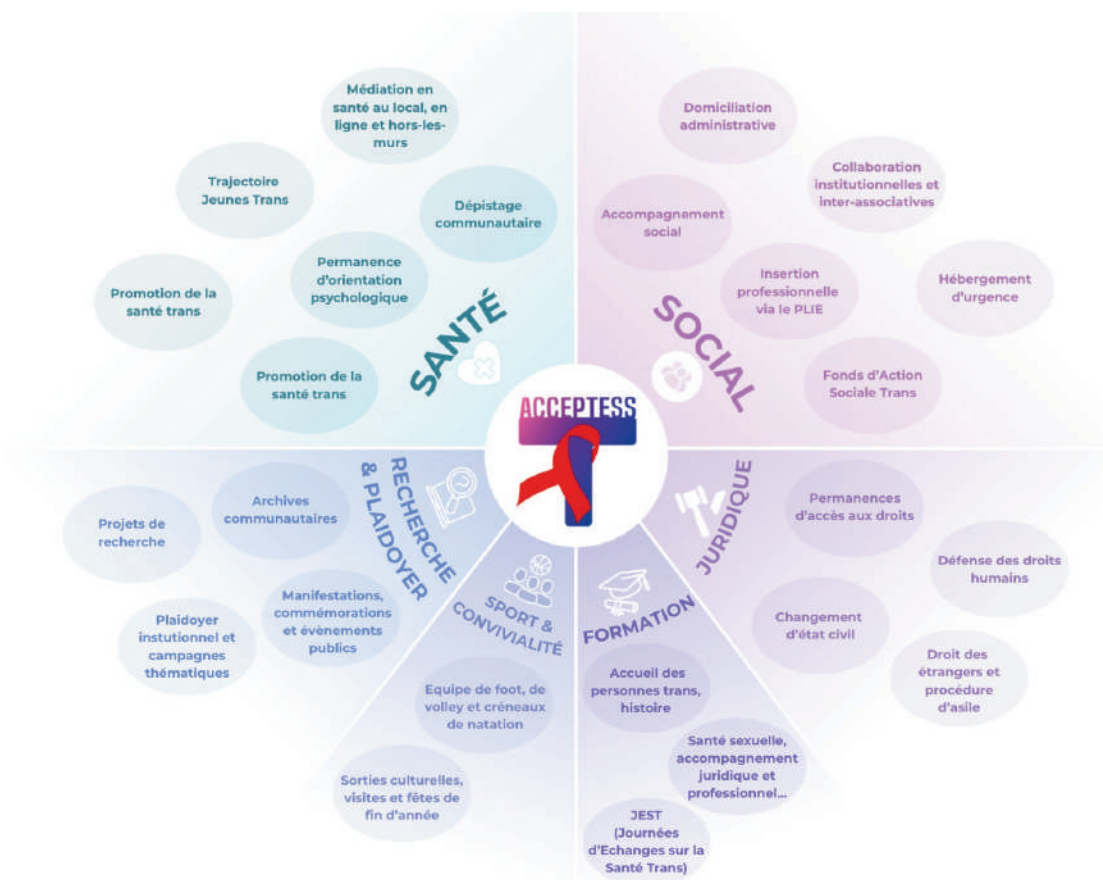 Médiation en
santé au local, en
ligne et hors-les-
murs
Trajectoire
Jeunes Trans
Dépistage
communautaire
Permanence
d'orientation
psychologique
Promotion de la
santé trans
Promotion de la
santé trans
SANTÉ
Domiciliation
administrative
Collaboration
institutionnelles et
inter-associatives
Accompagnement
social
Insertion
professionnelle
via le PLIE
Hébergement
d'urgence
Fonds d'Action
Sociale Trans
SOCIAL
ACCEPTESS
T
RECHERCHE
& PLAIDOYER
Archives
communautaires
Projets de
recherche
Manifestations,
commémorations
et évènements
publics
Plaidoyer
instutionnel et
campagnes
thématiques
SPORT &
CONVIVIALITÉ
Equipe de foot, de
volley et créneaux
de natation
Sorties culturelles,
visites et fêtes de
fin d'année
FORMATION
Accueil des
personnes trans,
histoire
Santé sexuelle,
accompagnement
juridique et
professionnel...
JEST
(Journées
d'Echanges sur la
Santé Trans)
JURIDIQUE
Permanences
d'accès aux droits
Défense des droits
humains
Changement
d'état civil
Droit des
étrangers et
procédure
d'asile